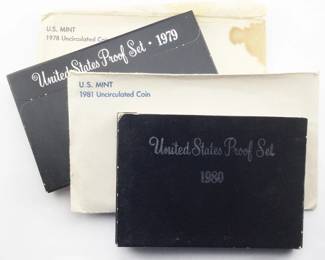 U.S. MINT
1978 Uncirculated Coin
United States Proof Set • 1979
U.S. MINT
1981 Uncirculated Coin
United States Proof Set
1980